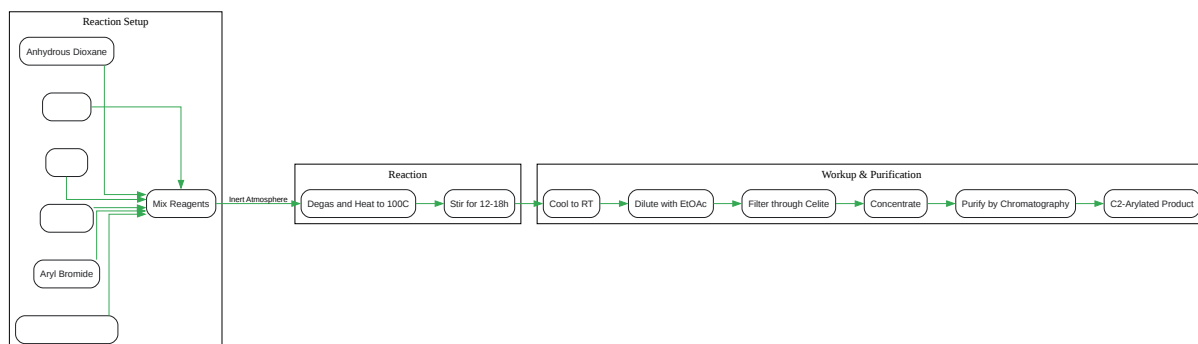 Reaction Setup
Anhydrous Dioxane
Aryl Bromide
Mix Reagents
Inert Atmosphere
Reaction
Degas and Heat to 100C
Stir for 12-18h
Workup & Purification
Cool to RT
Dilute with EtOAc
Filter through Celite
Concentrate
Purify by Chromatography
C2-Arylated Product